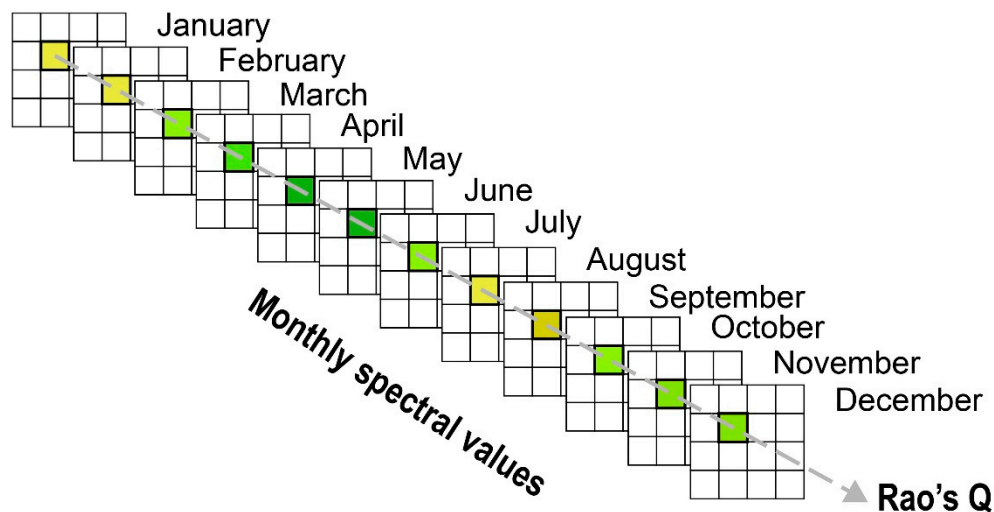 January
February
March
April
May
June
July
August
September
October
November
December
Monthly spectral values
Rao's Q